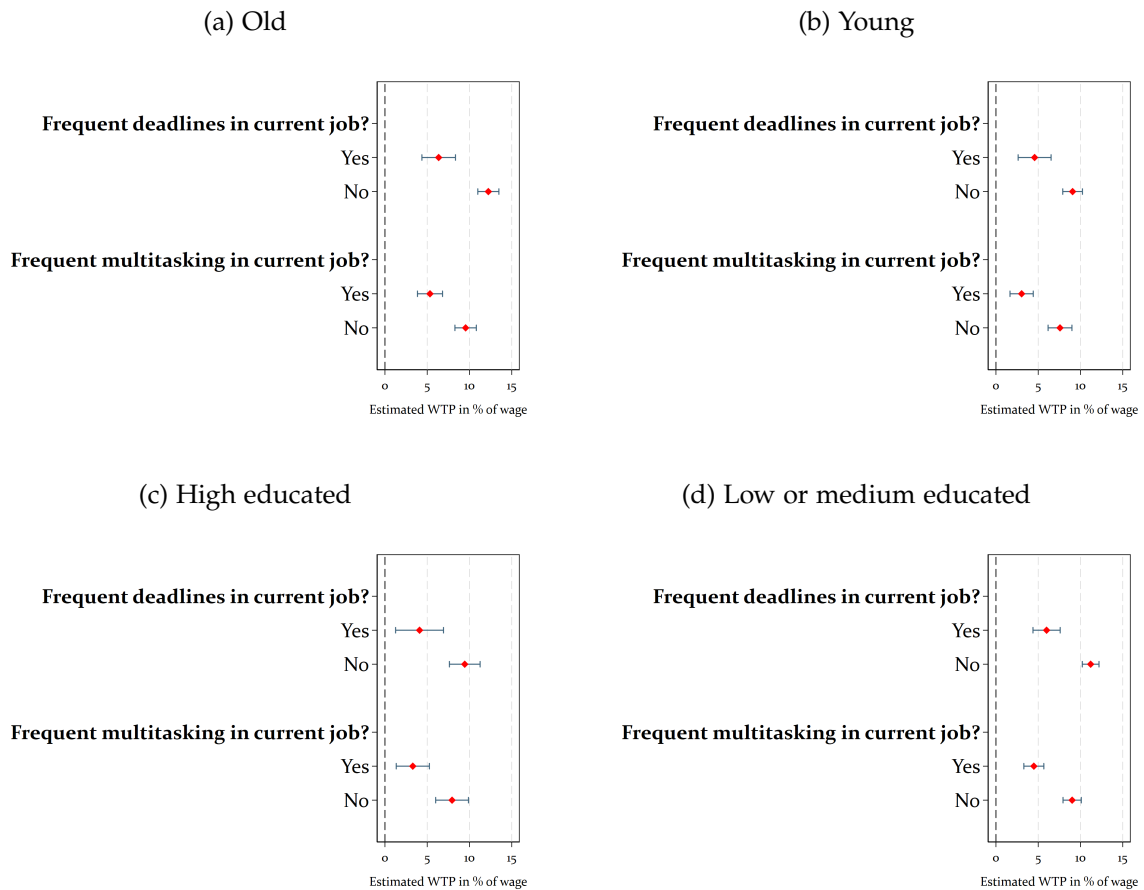 (a) Old
Frequent deadlines in current job?
Yes
No
Frequent multitasking in current job?
Yes
No
0 5 10 15
Estimated WTP in % of wage
(b) Young
Frequent deadlines in current job?
Yes
No
Frequent multitasking in current job?
Yes
No
0 5 10 15
Estimated WTP in % of wage
(c) High educated
Frequent deadlines in current job?
Yes
No
Frequent multitasking in current job?
Yes
No
0 5 10 15
Estimated WTP in % of wage
(d) Low or medium educated
Frequent deadlines in current job?
Yes
No
Frequent multitasking in current job?
Yes
No
0 5 10 15
Estimated WTP in % of wage